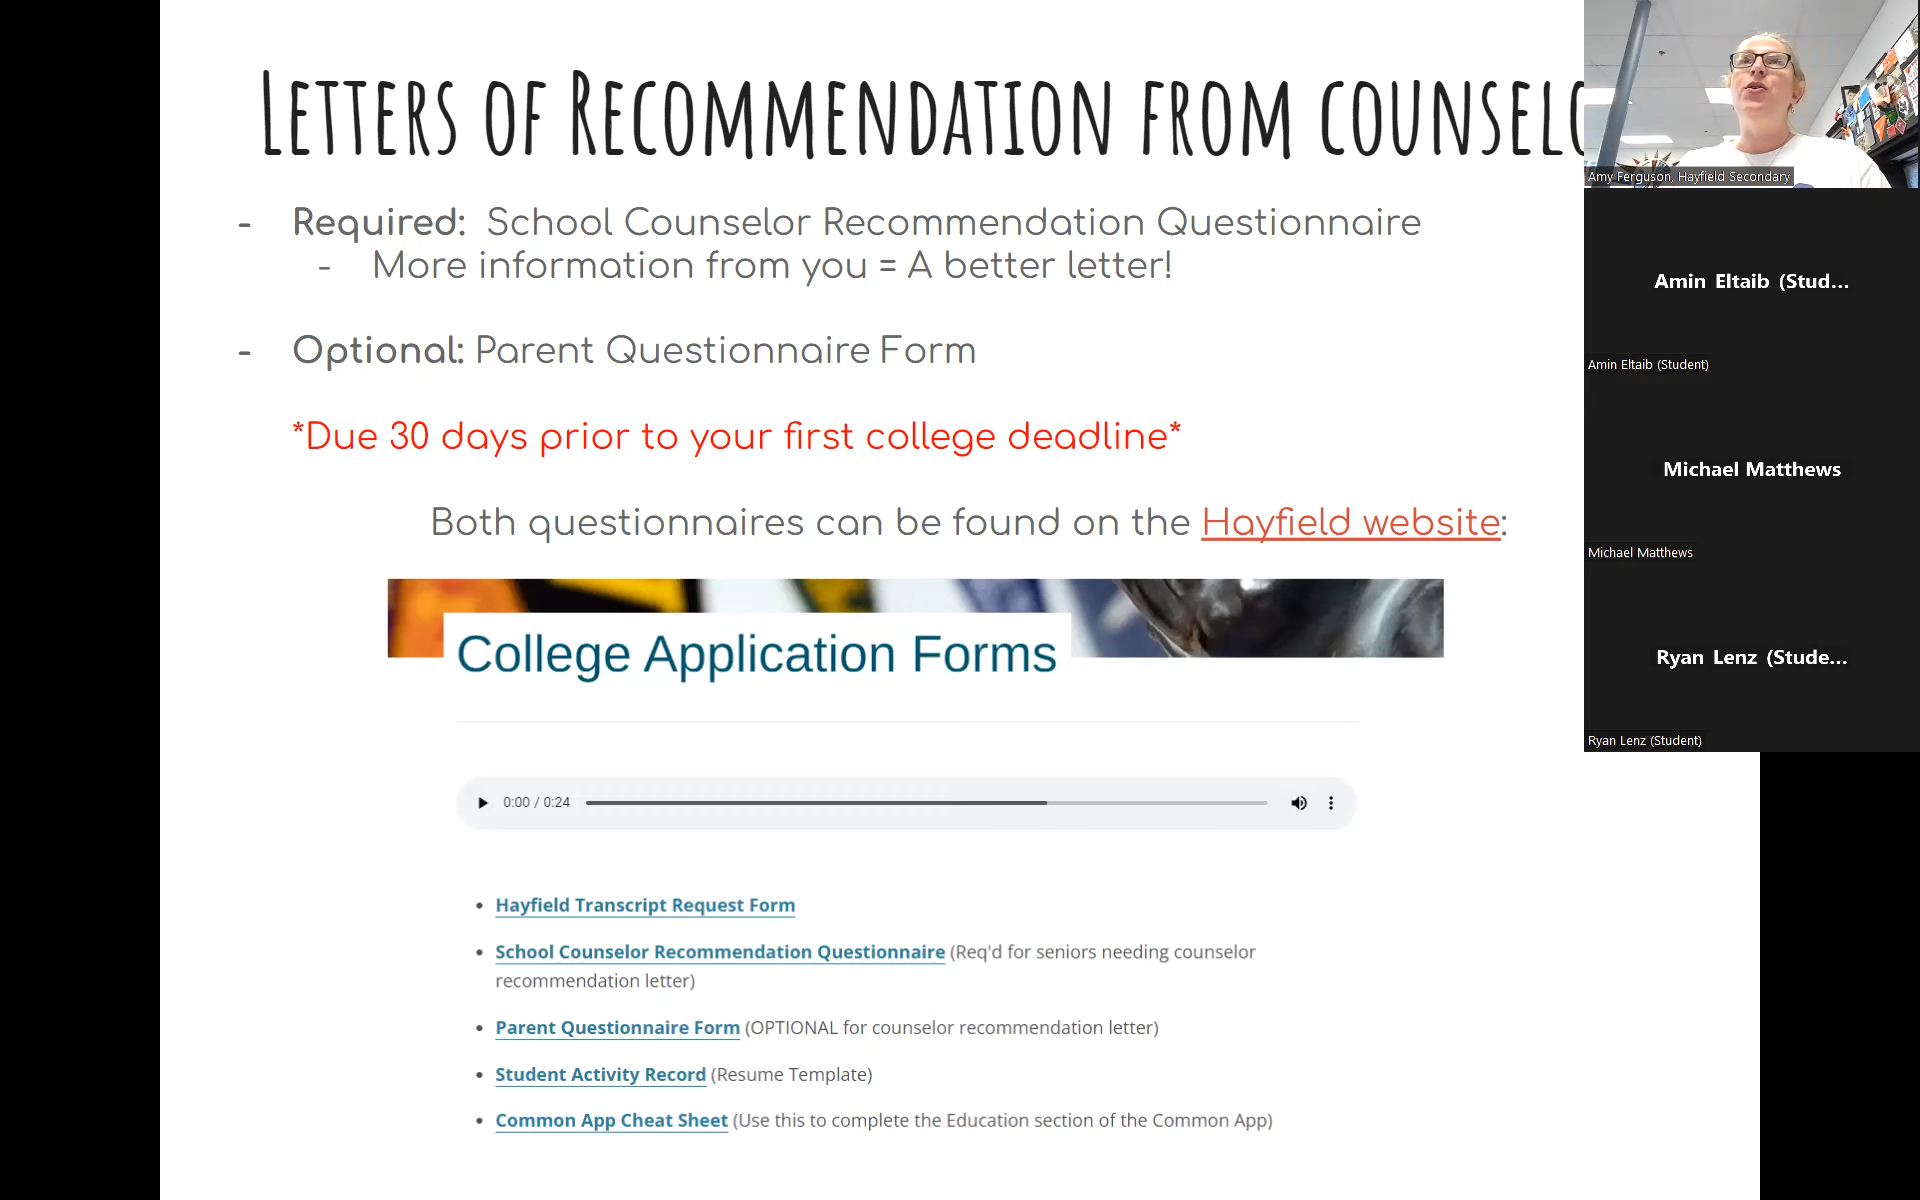 LETTERS OF RECOMMENDATION FROM COUNSELO
- Required: School Counselor Recommendation Questionnaire
- More information from you = A better letter!
- Optional: Parent Questionnaire Form
*Due 30 days prior to your first college deadline*
Both questionnaires can be found on the Hayfield website:
College Application Forms
0:00 / 0:24
• Hayfield Transcript Request Form
• School Counselor Recommendation Questionnaire (Req'd for seniors needing counselor
recommendation letter)
• Parent Questionnaire Form (OPTIONAL for counselor recommendation letter)
• Student Activity Record (Resume Template)
• Common App Cheat Sheet (Use this to complete the Education section of the Common App)
Amy Ferguson, Hayfield Secondary
Amin Eltaib (Stud...
Amin Eltaib (Student)
Michael Matthews
Michael Matthews
Ryan Lenz (Stude...
Ryan Lenz (Student)